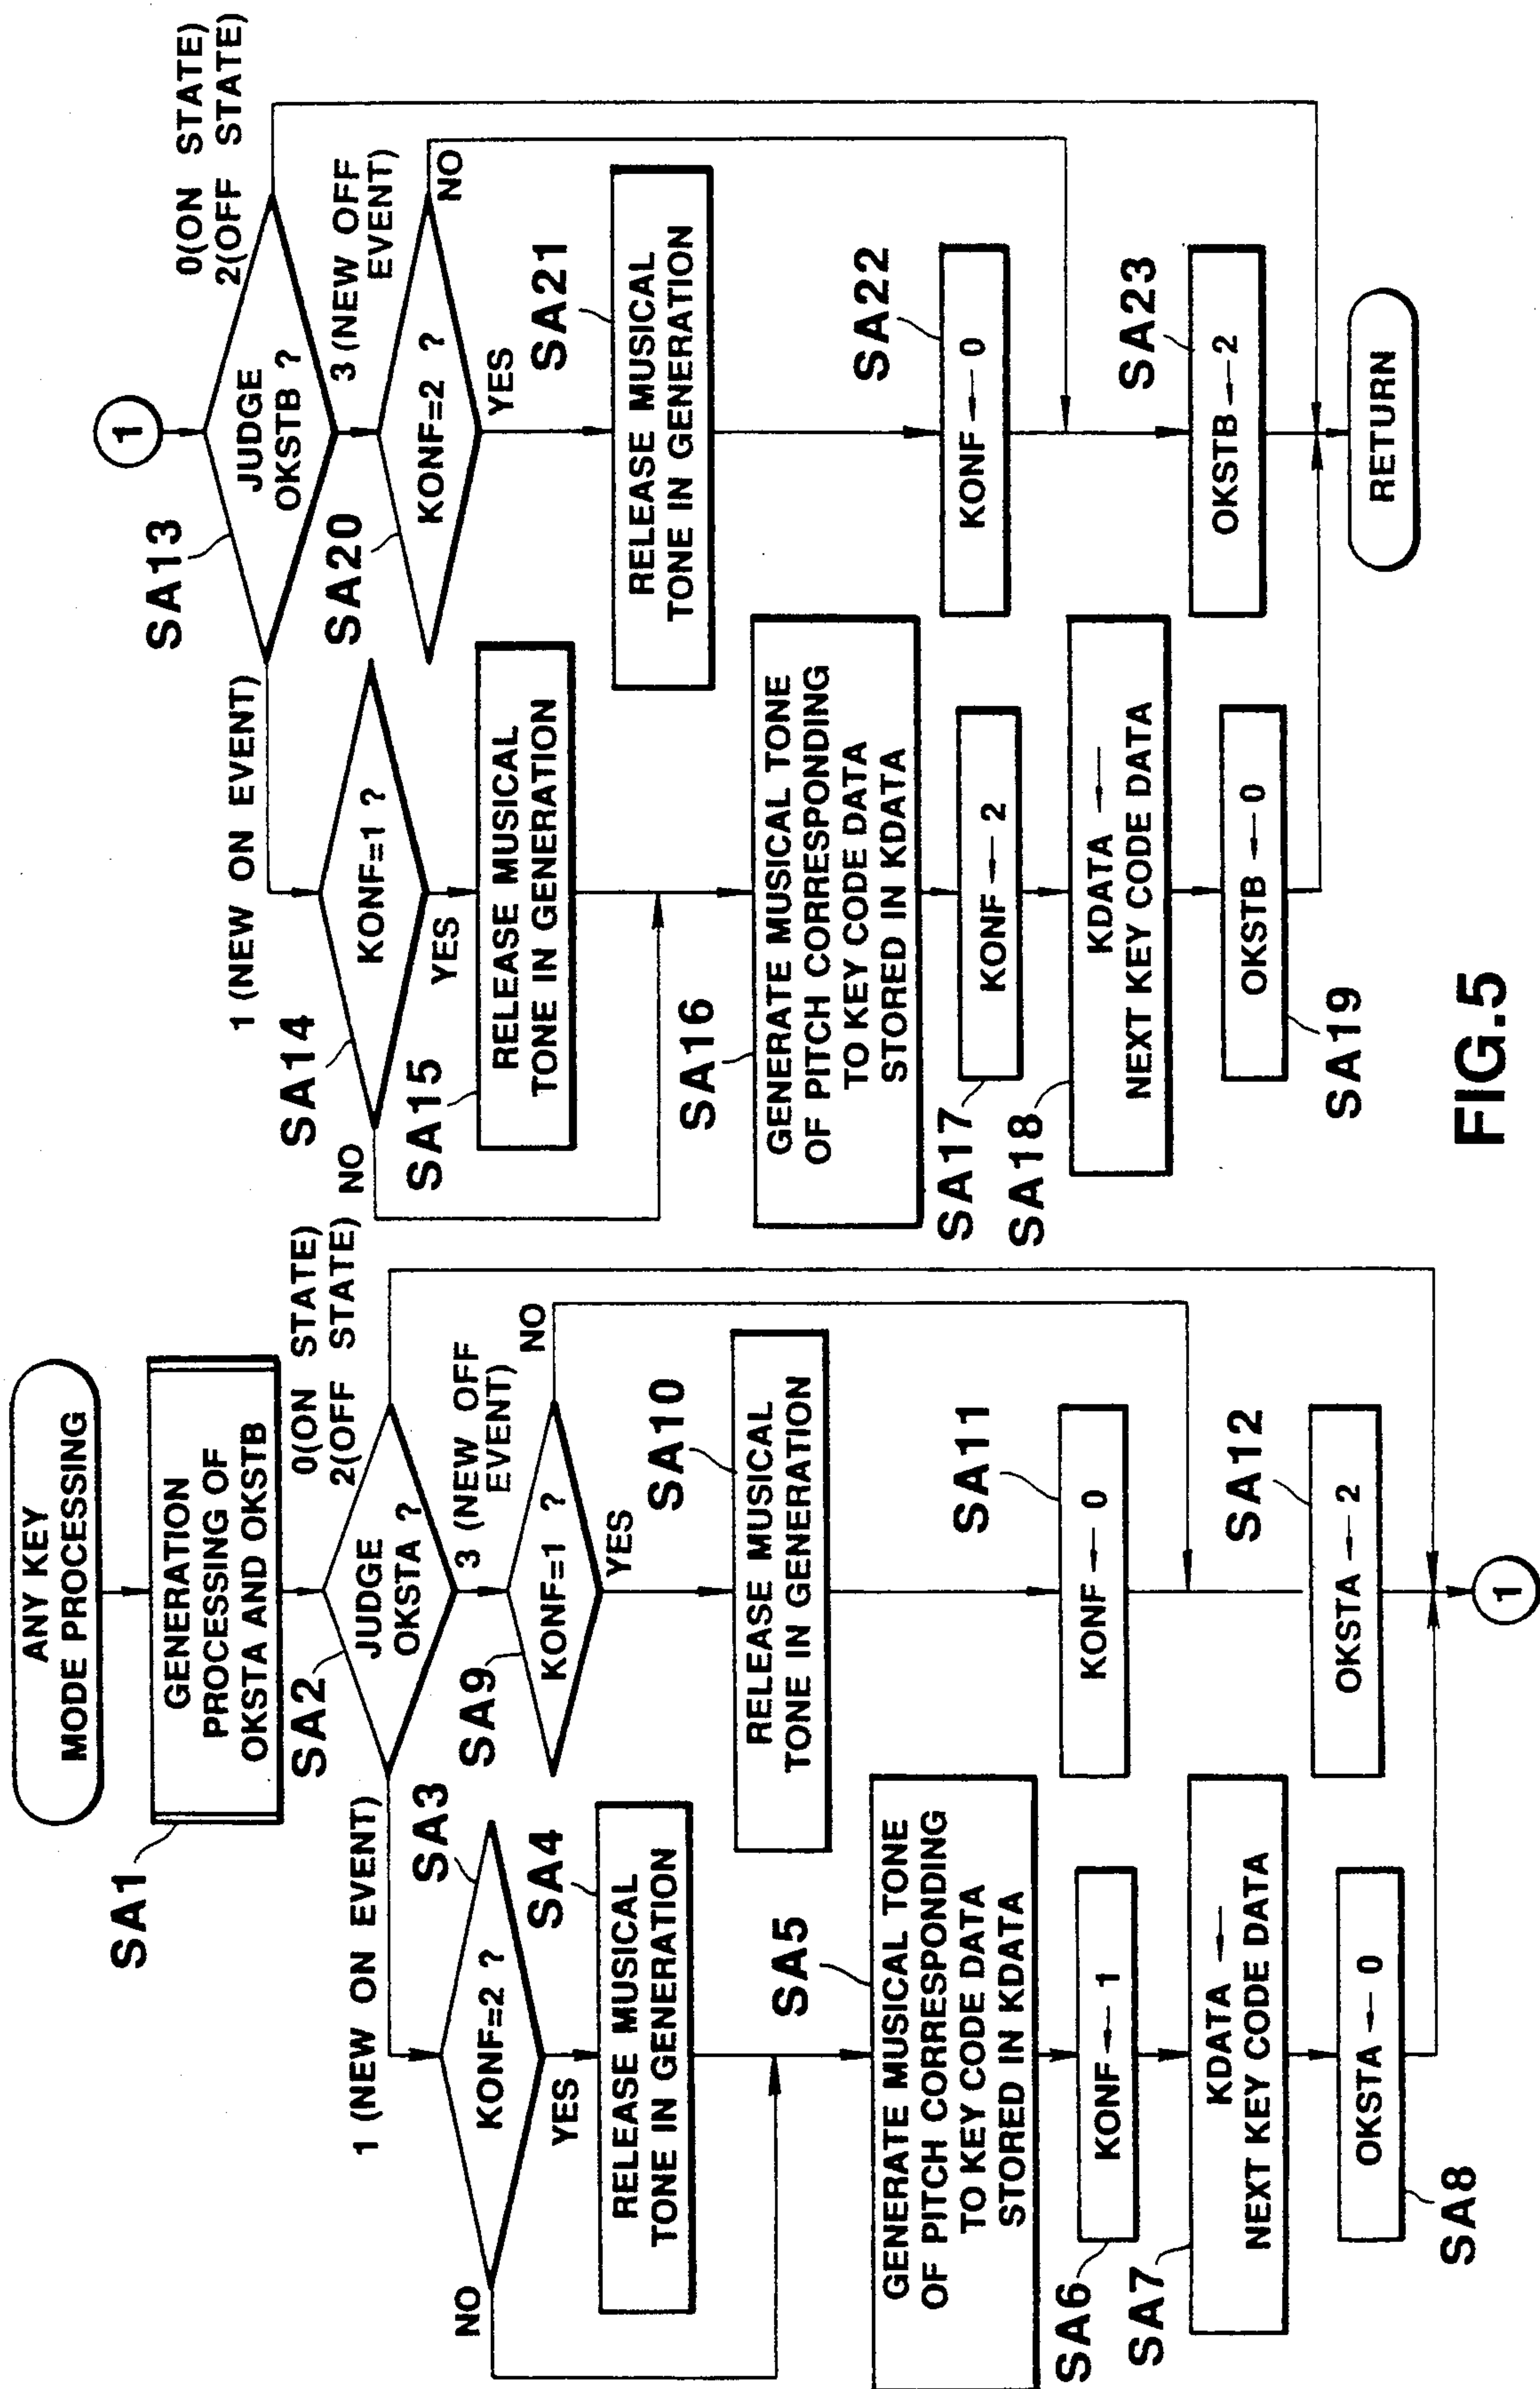 ANY KEY
MODE PROCESSING
SA1
GENERATION
PROCESSING OF
OKSTA AND OKSTB
SA2
JUDGE
OKSTA ?
0(ON STATE)
2(OFF STATE)
1 (NEW ON EVENT)
3 (NEW OFF
EVENT)
SA3
KONF=2 ?
NO
YES
SA4
RELEASE MUSICAL
TONE IN GENERATION
SA5
GENERATE MUSICAL TONE
OF PITCH CORRESPONDING
TO KEY CODE DATA
STORED IN KDATA
SA6
KONF ← 1
SA7
KDATA ←
NEXT KEY CODE DATA
SA8
OKSTA ← 0
SA9
KONF=1 ?
NO
YES
SA10
RELEASE MUSICAL
TONE IN GENERATION
SA11
KONF ← 0
SA12
OKSTA ← 2
1
1
SA13
JUDGE
OKSTB ?
0(ON STATE)
2(OFF STATE)
1 (NEW ON EVENT)
3 (NEW OFF
EVENT)
SA14
KONF=1 ?
NO
YES
SA15
RELEASE MUSICAL
TONE IN GENERATION
SA16
GENERATE MUSICAL TONE
OF PITCH CORRESPONDING
TO KEY CODE DATA
STORED IN KDATA
SA17
KONF ← 2
SA18
KDATA ←
NEXT KEY CODE DATA
SA19
OKSTB ← 0
SA20
KONF=2 ?
NO
YES
SA21
RELEASE MUSICAL
TONE IN GENERATION
SA22
KONF ← 0
SA23
OKSTB ← 2
RETURN
FIG.5